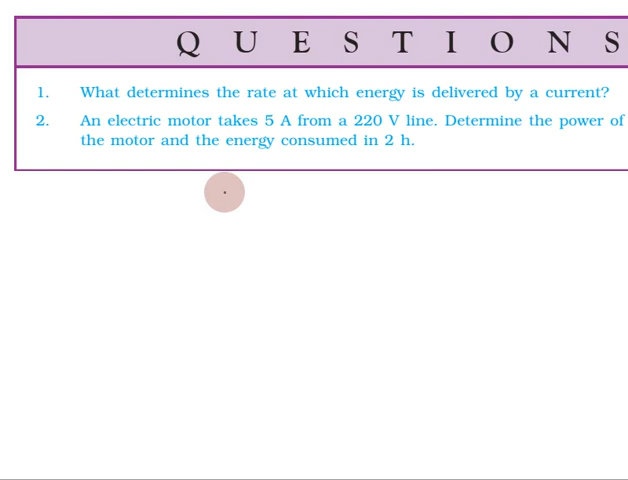 QUESTIONS
1. What determines the rate at which energy is delivered by a current?
2. An electric motor takes 5 A from a 220 V line. Determine the power of
the motor and the energy consumed in 2 h.